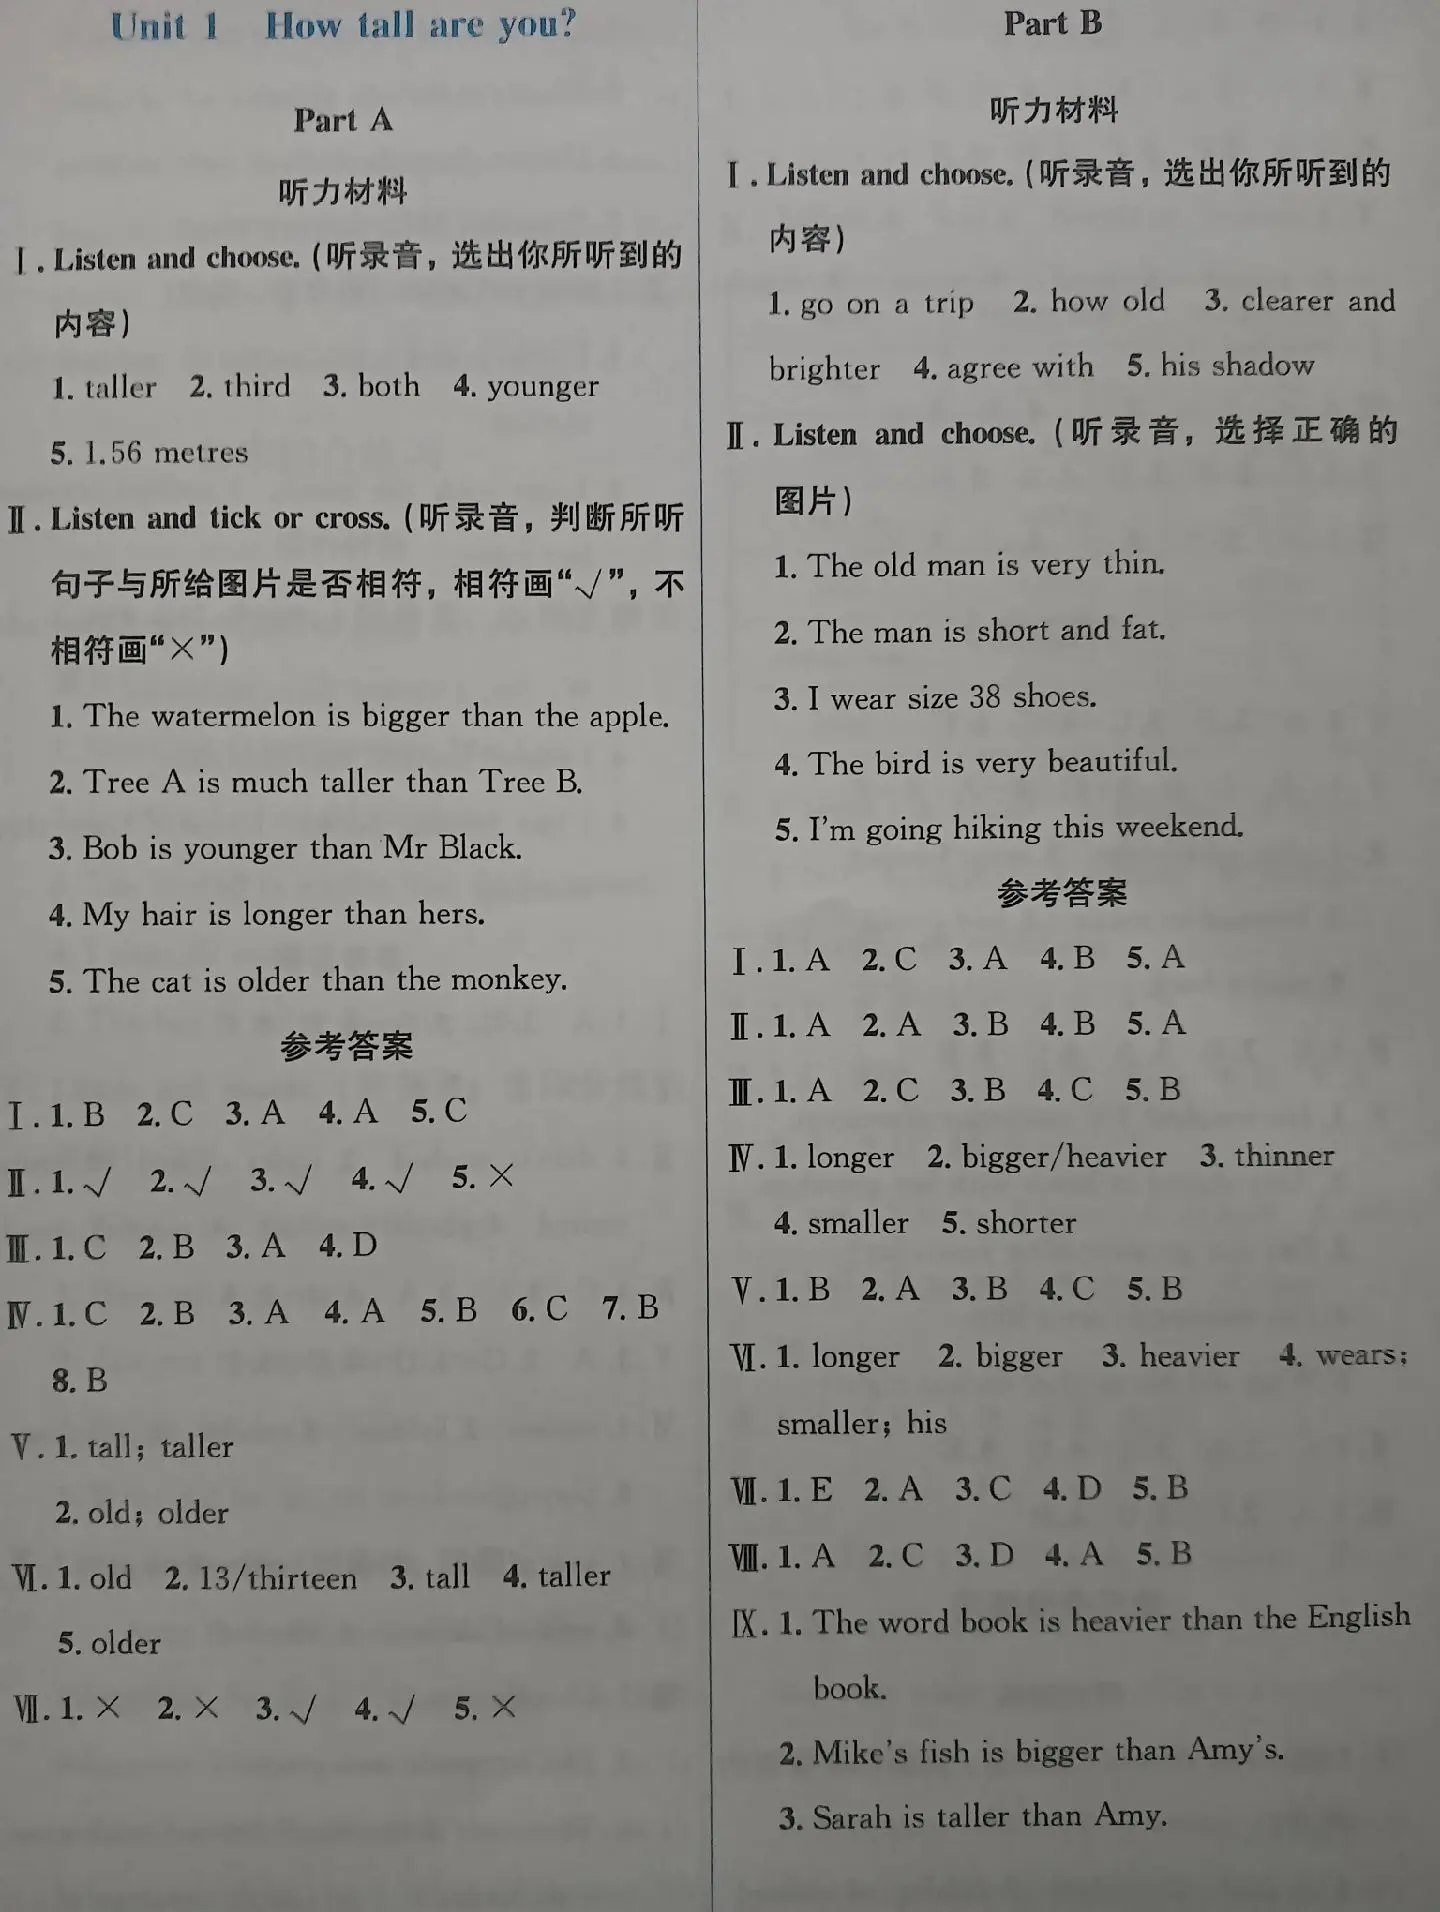 Unit 1 How tall are you?
Part A
听力材料
Ⅰ. Listen and choose. (听录音，选出你所听到的
内容)
1. taller 2. third 3. both 4. younger
5. 1.56 metres
Ⅱ. Listen and tick or cross. (听录音，判断所听
句子与所给图片是否相符，相符画“√”，不
相符画“×”)
1. The watermelon is bigger than the apple.
2. Tree A is much taller than Tree B.
3. Bob is younger than Mr Black.
4. My hair is longer than hers.
5. The cat is older than the monkey.
参考答案
Ⅰ. 1. B 2. C 3. A 4. A 5. C
Ⅱ. 1. √ 2. √ 3. √ 4. √ 5. ×
Ⅲ. 1. C 2. B 3. A 4. D
Ⅳ. 1. C 2. B 3. A 4. A 5. B 6. C 7. B
8. B
Ⅴ. 1. tall; taller
2. old; older
Ⅵ. 1. old 2. 13/thirteen 3. tall 4. taller
5. older
Ⅶ. 1. × 2. × 3. √ 4. √ 5. ×
Part B
听力材料
Ⅰ. Listen and choose. (听录音，选出你所听到的
内容)
1. go on a trip 2. how old 3. clearer and
brighter 4. agree with 5. his shadow
Ⅱ. Listen and choose. (听录音，选择正确的
图片)
1. The old man is very thin.
2. The man is short and fat.
3. I wear size 38 shoes.
4. The bird is very beautiful.
5. I'm going hiking this weekend.
参考答案
Ⅰ. 1. A 2. C 3. A 4. B 5. A
Ⅱ. 1. A 2. A 3. B 4. B 5. A
Ⅲ. 1. A 2. C 3. B 4. C 5. B
Ⅳ. 1. longer 2. bigger/heavier 3. thinner
4. smaller 5. shorter
Ⅴ. 1. B 2. A 3. B 4. C 5. B
Ⅵ. 1. longer 2. bigger 3. heavier 4. wears;
smaller; his
Ⅶ. 1. E 2. A 3. C 4. D 5. B
Ⅷ. 1. A 2. C 3. D 4. A 5. B
Ⅸ. 1. The word book is heavier than the English
book.
2. Mike's fish is bigger than Amy's.
3. Sarah is taller than Amy.